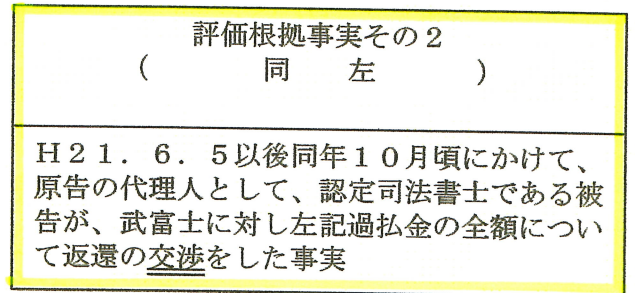 評価根拠事実その2
(　　　同　　左　　　)
H21．6．5以後同年10月頃にかけて、
原告の代理人として、認定司法書士である被
告が、武富士に対し左記過払金の全額につい
て返還の交渉をした事実